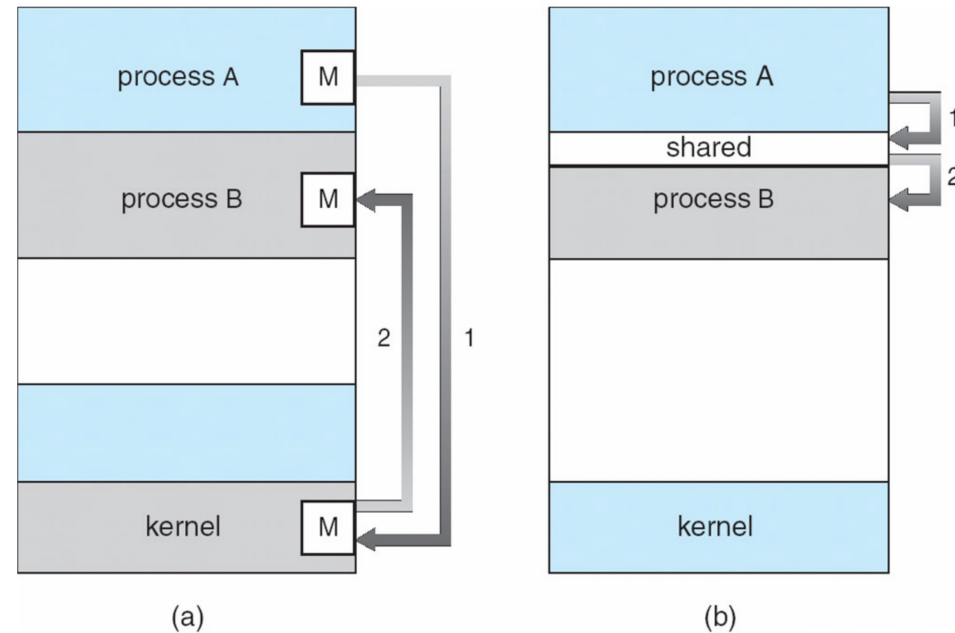 process A
M
process B
M
2
1
kernel
M
(a)
process A
1
shared
2
process B
kernel
(b)